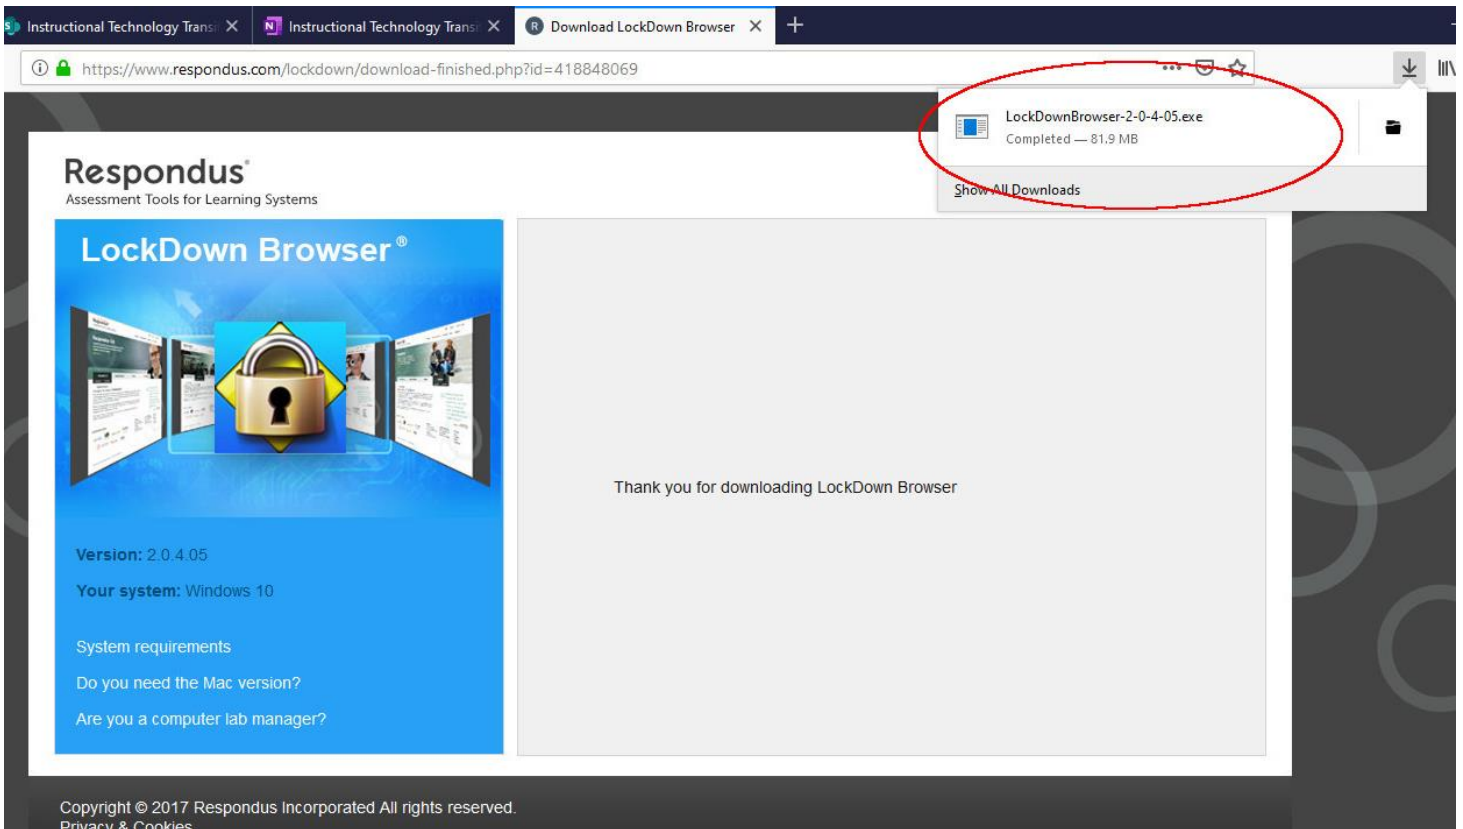 Instructional Technology Transi
Instructional Technology Transi
Download LockDown Browser
https://www.respondus.com/lockdown/download-finished.php?id=418848069
LockDownBrowser-2-0-4-05.exe
Completed — 81.9 MB
Show All Downloads
Respondus®
Assessment Tools for Learning Systems
LockDown Browser®
Thank you for downloading LockDown Browser
Version: 2.0.4.05
Your system: Windows 10
System requirements
Do you need the Mac version?
Are you a computer lab manager?
Copyright © 2017 Respondus Incorporated All rights reserved.
Privacy & Cookies